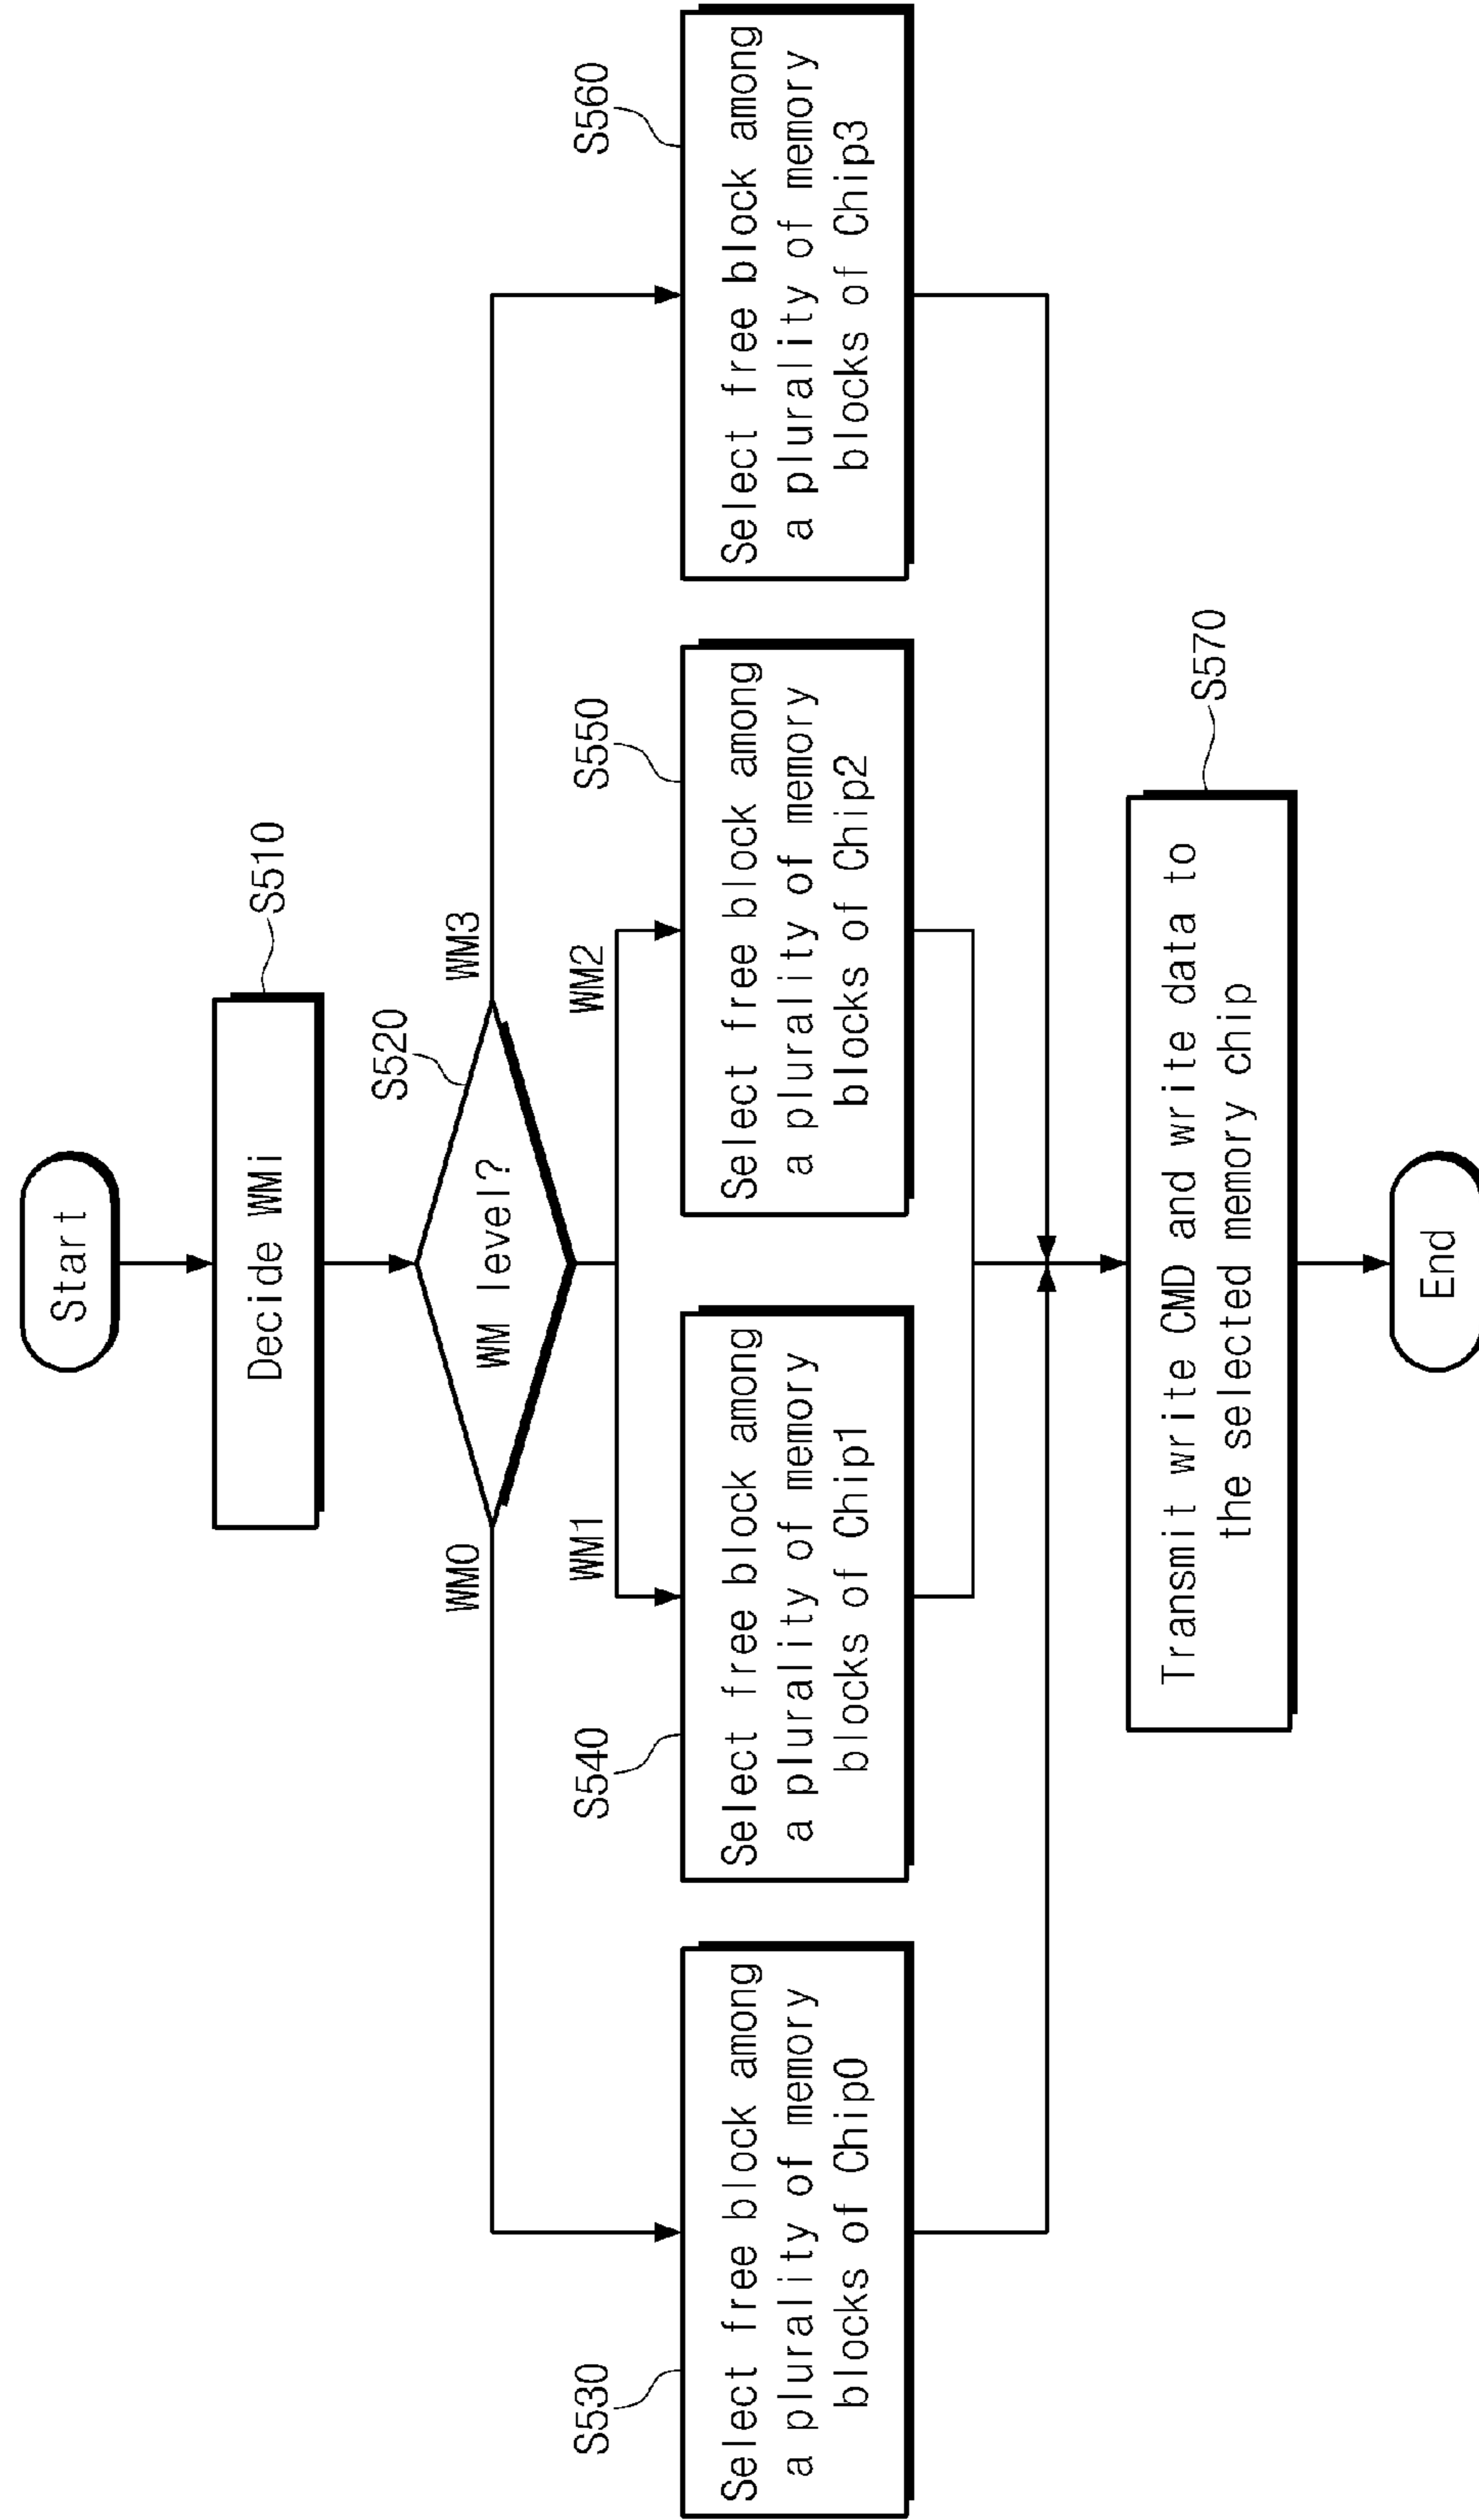 Start
Decide WMi
S510
WM level?
S520
WM0
WM3
WM1
WM2
S530
Select free block among
a plurality of memory
blocks of Chip0
S540
Select free block among
a plurality of memory
blocks of Chip1
S550
Select free block among
a plurality of memory
blocks of Chip2
S560
Select free block among
a plurality of memory
blocks of Chip3
Transmit write CMD and write data to
the selected memory chip
S570
End